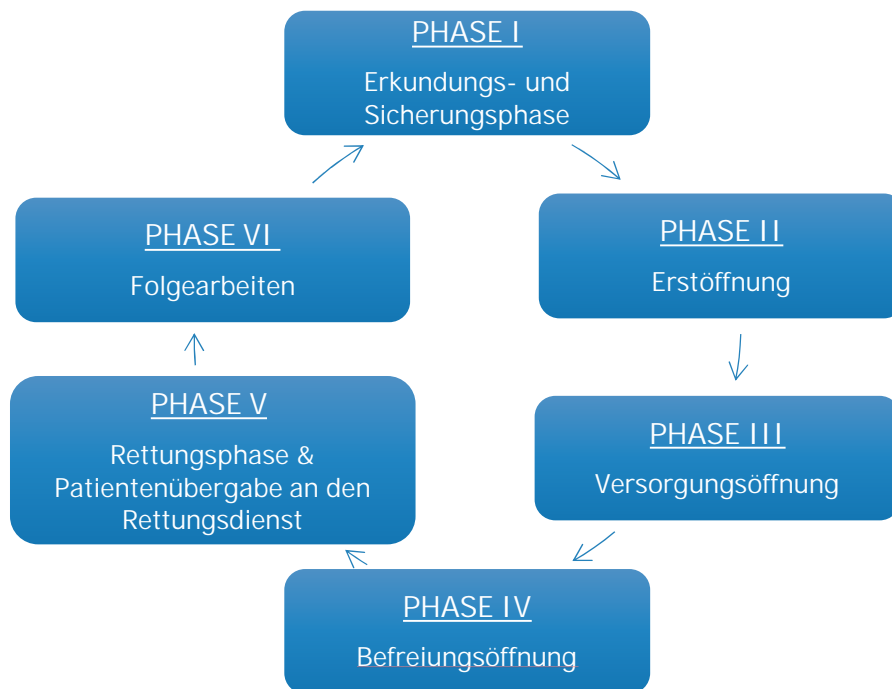 PHASE I
Erkundungs- und
Sicherungsphase
PHASE II
Erstöffnung
PHASE III
Versorgungsöffnung
PHASE IV
Befreiungsöffnung
PHASE V
Rettungsphase &
Patientenübergabe an den
Rettungsdienst
PHASE VI
Folgearbeiten